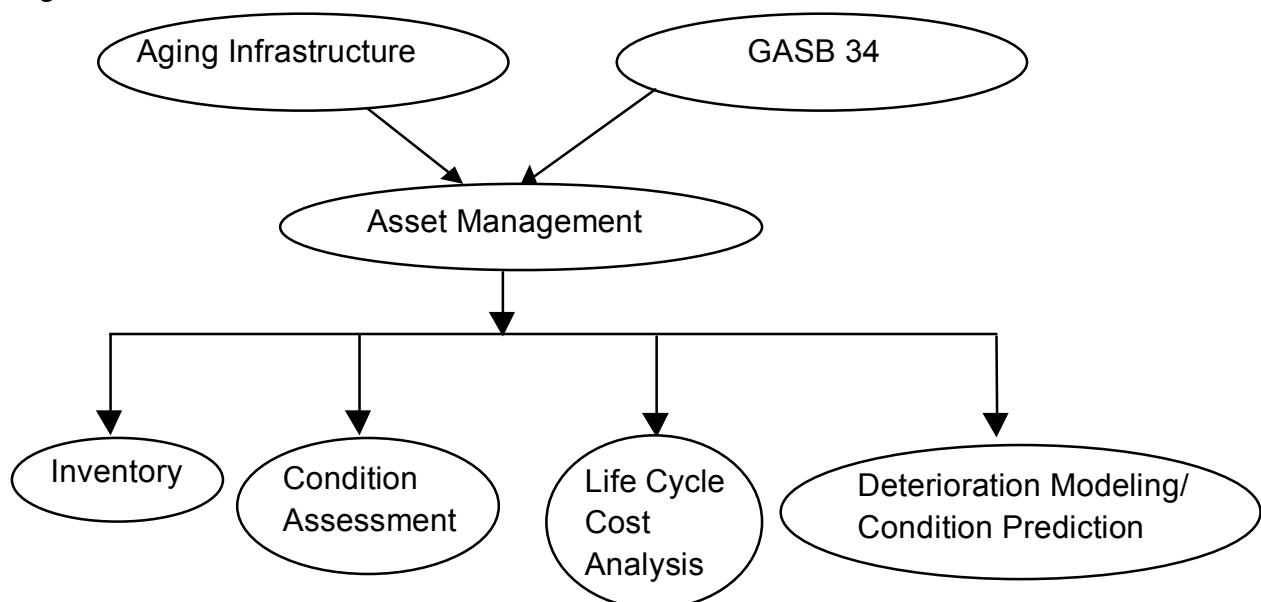 Aging Infrastructure
GASB 34
Asset Management
Inventory
Condition
Assessment
Life Cycle
Cost
Analysis
Deterioration Modeling/
Condition Prediction